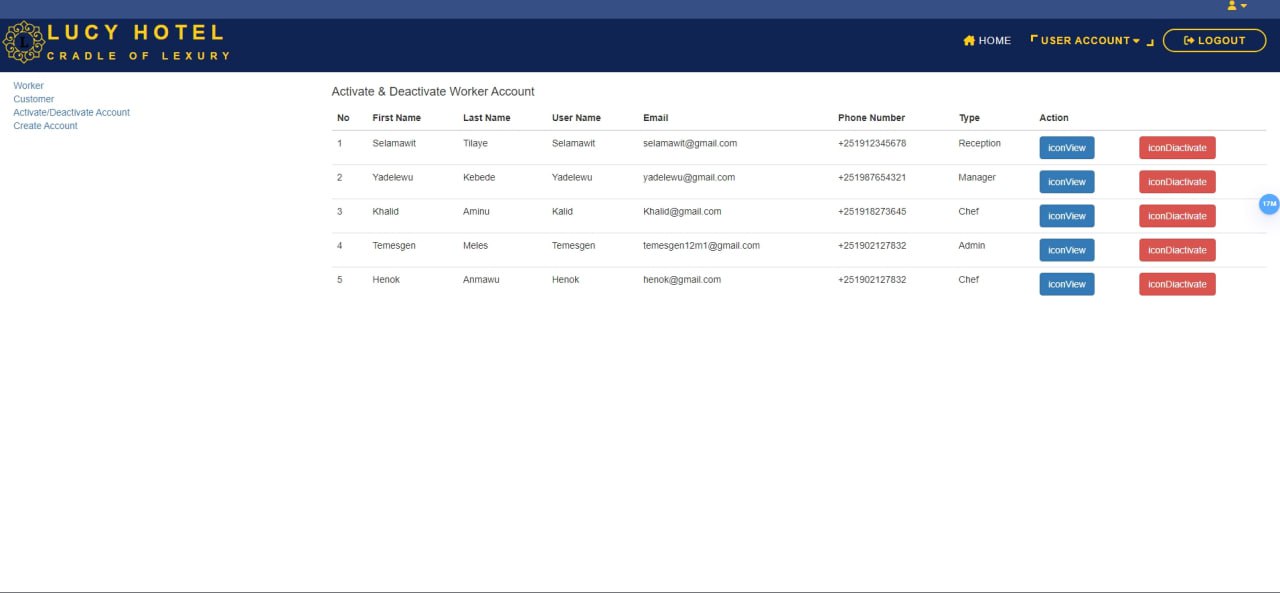 LUCY HOTEL
CRADLE OF LEXURY
HOME
USER ACCOUNT
LOGOUT
Worker
Customer
Activate/Deactivate Account
Create Account
Activate & Deactivate Worker Account
No First Name Last Name User Name Email Phone Number Type Action
1 Selamawit Tilaye Selamawit selamawit@gmail.com +251912345678 Reception iconView iconDiactivate
2 Yadelewu Kebede Yadelewu yadelewu@gmail.com +251987654321 Manager iconView iconDiactivate
3 Khalid Aminu Kalid Khalid@gmail.com +251918273645 Chef iconView iconDiactivate
4 Temesgen Meles Temesgen temesgen12m1@gmail.com +251902127832 Admin iconView iconDiactivate
5 Henok Anmawu Henok henok@gmail.com +251902127832 Chef iconView iconDiactivate
17M